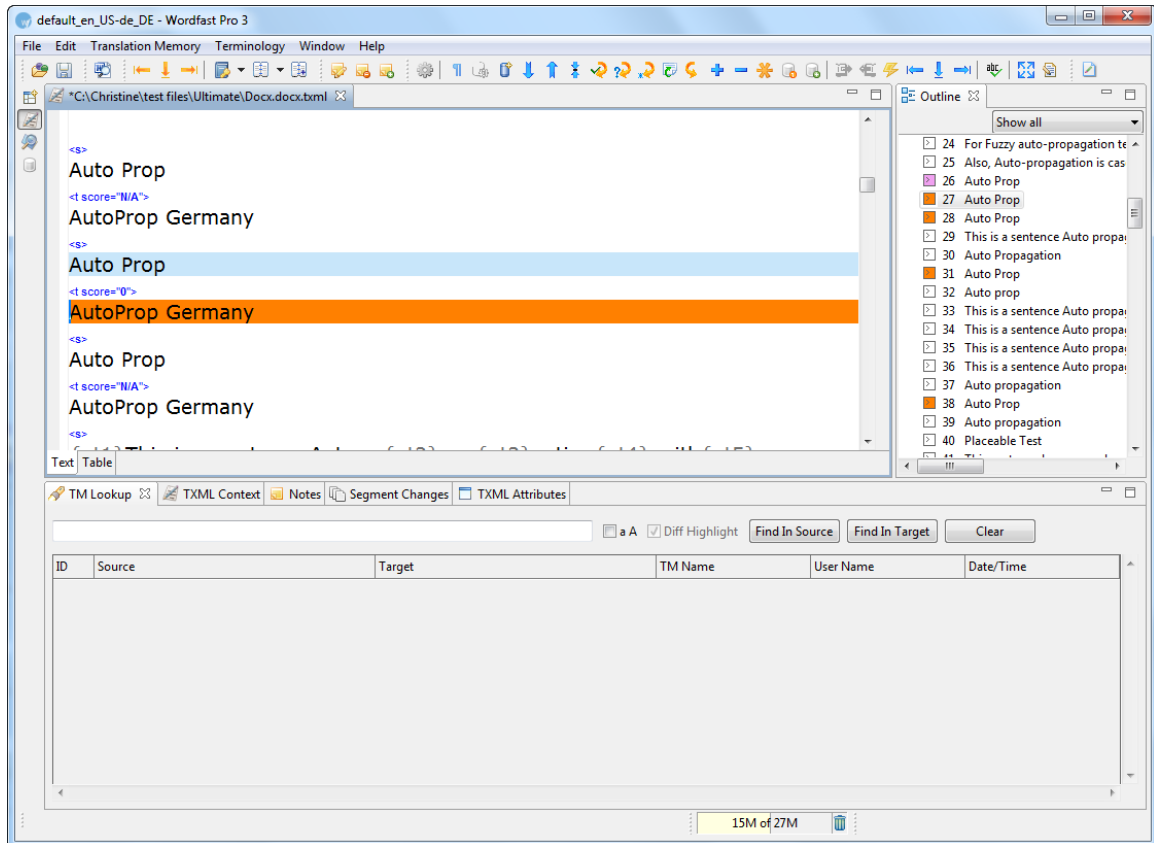 default_en_US-de_DE - Wordfast Pro 3
File Edit Translation Memory Terminology Window Help
*C:\Christine\test files\Ultimate\Docx.docx.txml
<s>
Auto Prop
<t score="N/A">
AutoProp Germany
<s>
Auto Prop
<t score="0">
AutoProp Germany
<s>
Auto Prop
<t score="N/A">
AutoProp Germany
<s>
Text Table
Outline
Show all
24 For Fuzzy auto-propagation te
25 Also, Auto-propagation is cas
26 Auto Prop
27 Auto Prop
28 Auto Prop
29 This is a sentence Auto propag
30 Auto Propagation
31 Auto Prop
32 Auto prop
33 This is a sentence Auto propag
34 This is a sentence Auto propag
35 This is a sentence Auto propag
36 This is a sentence Auto propag
37 Auto propagation
38 Auto Prop
39 Auto propagation
40 Placeable Test
TM Lookup TXML Context Notes Segment Changes TXML Attributes
a A Diff Highlight Find In Source Find In Target Clear
ID Source Target TM Name User Name Date/Time
15M of 27M